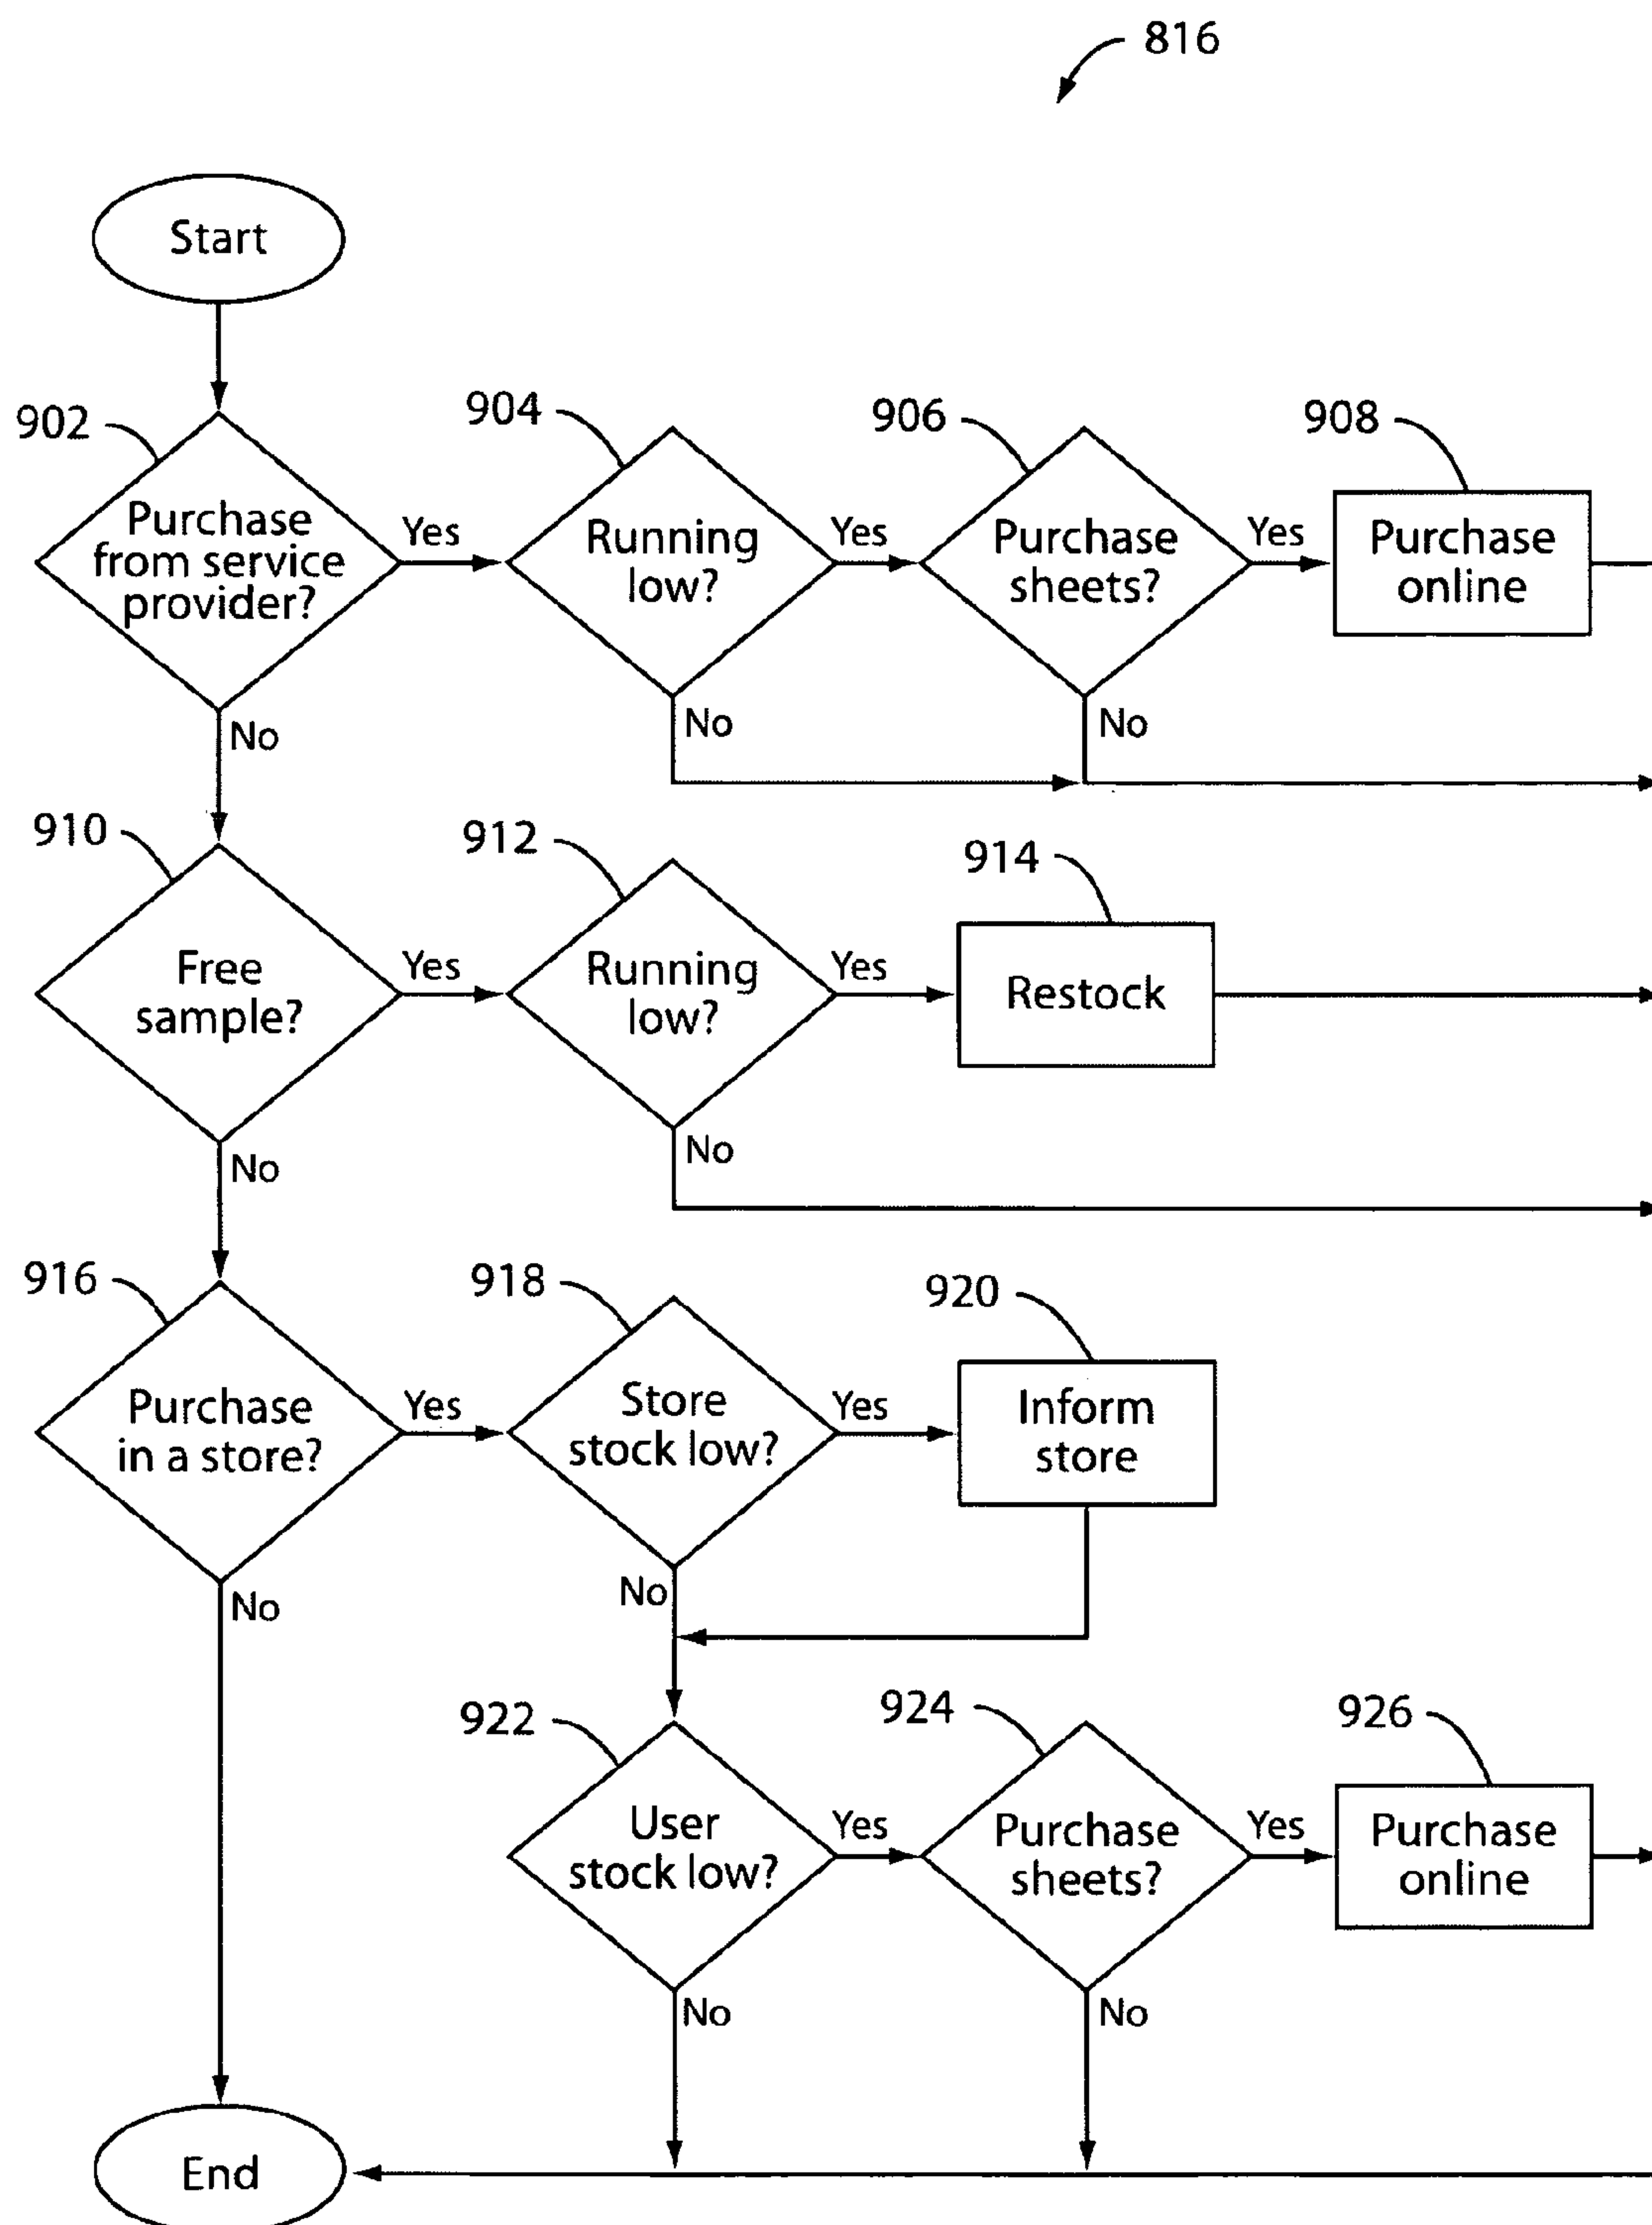 816
Start
902
904
906
908
Purchase
from service
provider?
Yes
Running
low?
Yes
Purchase
sheets?
Yes
Purchase
online
No
No
No
910
912
914
Free
sample?
Yes
Running
low?
Yes
Restock
No
No
916
918
920
Purchase
in a store?
Yes
Store
stock low?
Yes
Inform
store
No
No
922
924
926
User
stock low?
Yes
Purchase
sheets?
Yes
Purchase
online
No
No
End